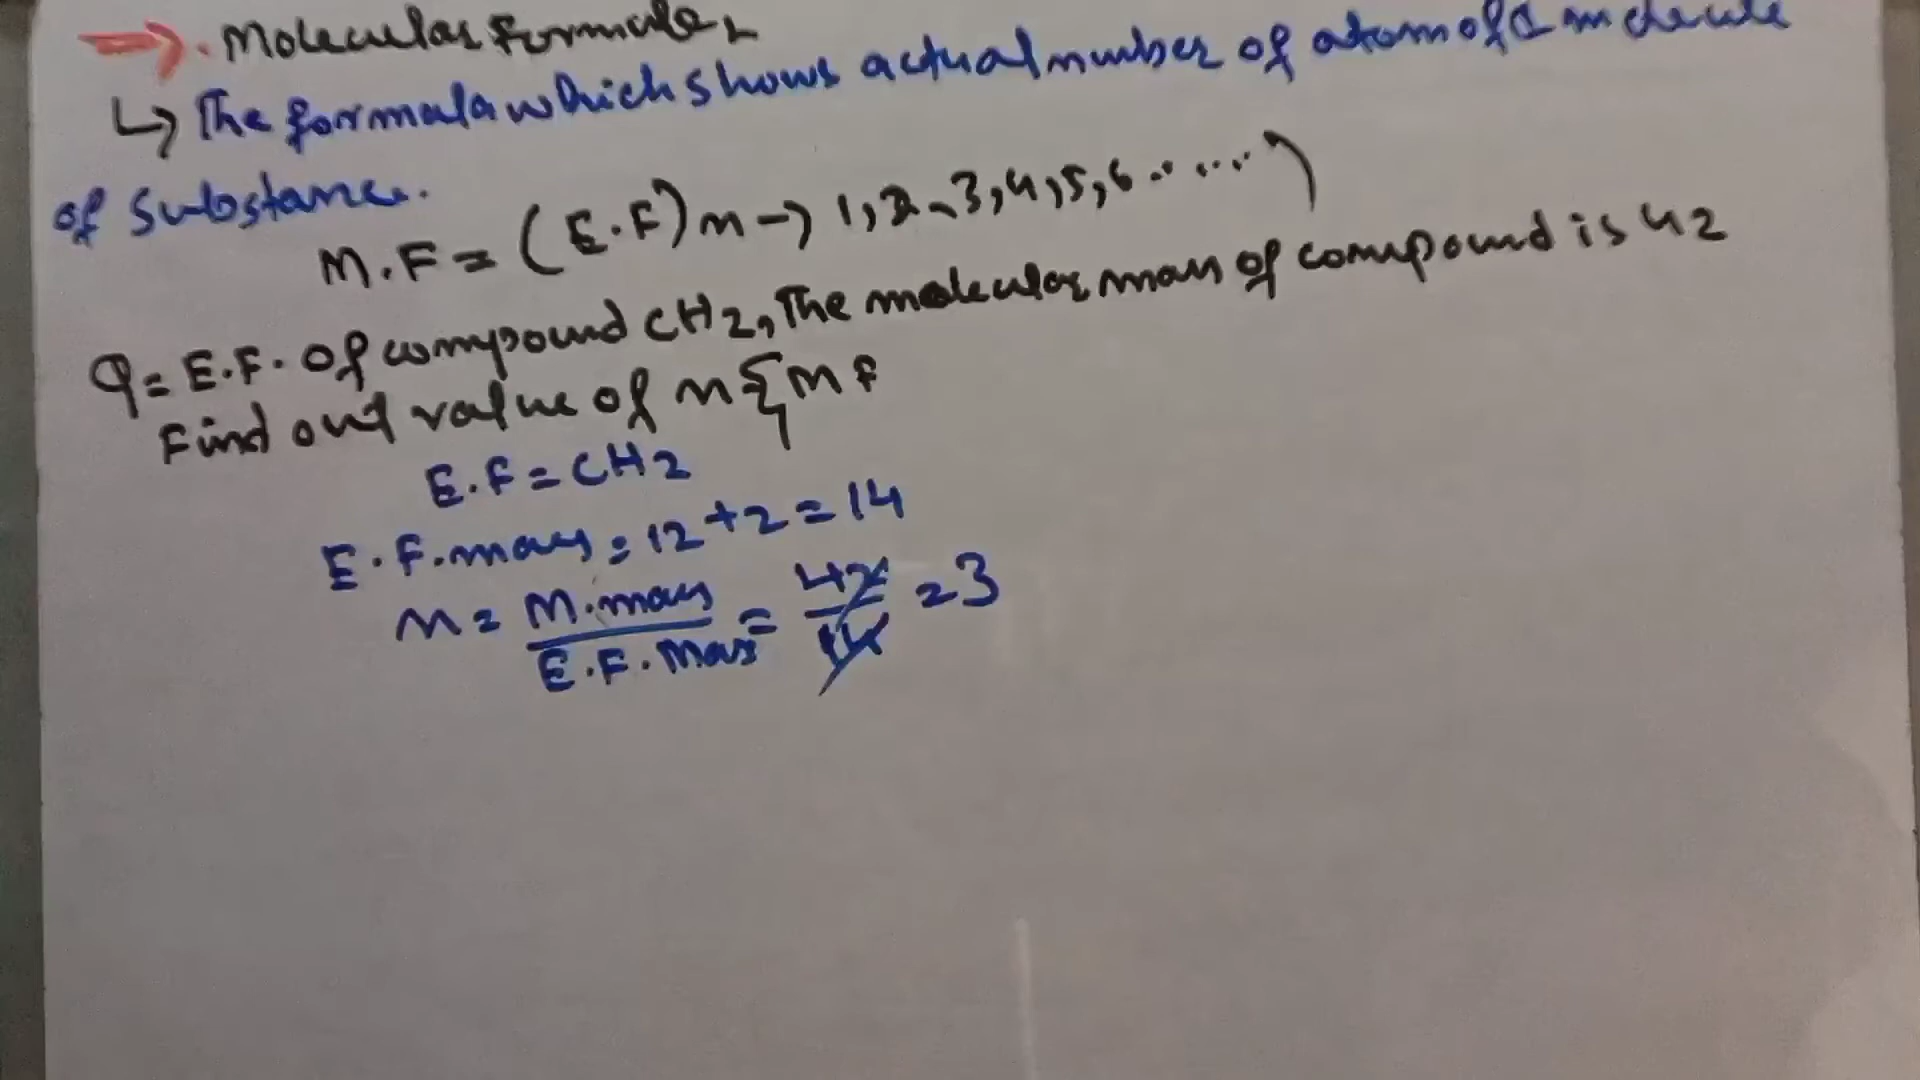 . Molecular Formula
↳ The formula which shows actual number of atom of a molecule
of Substance.
M.F = (E.F)n → 1, 2, 3, 4, 5, 6 .......)
Q = E.F. of compound CH2, The molecular mass of compound is 42
Find out value of n & MF
E.F = CH2
E.F. mass = 12 + 2 = 14
n = M.mass / E.F. Mass = 42 / 14 = 3